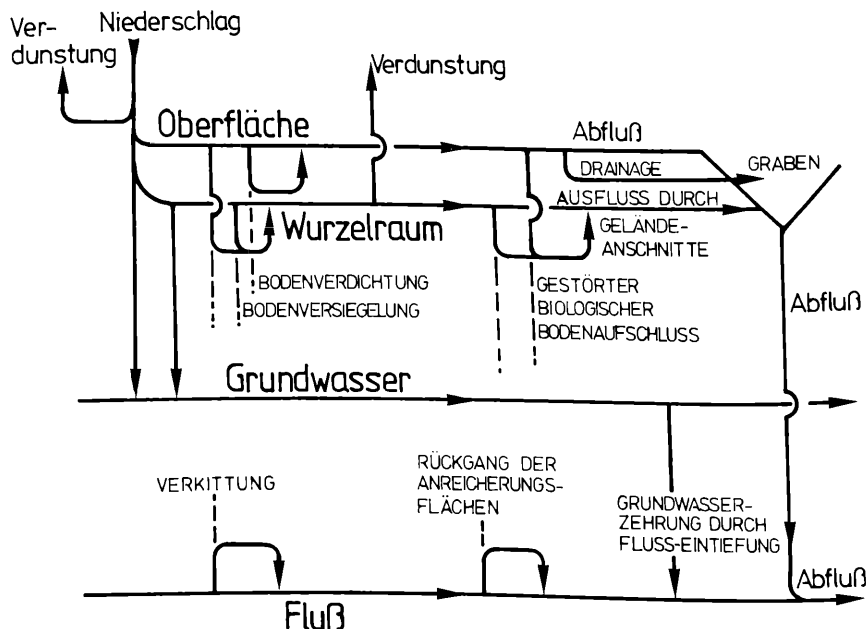 Ver-
dunstung
Niederschlag
Verdunstung
Oberfläche
Abfluß
DRAINAGE
GRABEN
AUSFLUSS DURCH
GELÄNDE-
ANSCHNITTE
Wurzelraum
BODENVERDICHTUNG
BODENVERSIEGELUNG
GESTÖRTER
BIOLOGISCHER
BODENAUFSCHLUSS
Abfluß
Grundwasser
VERKITTUNG
RÜCKGANG DER
ANREICHERUNGS-
FLÄCHEN
GRUNDWASSER-
ZEHRUNG DURCH
FLUSS-EINTIEFUNG
Abfluß
Fluß